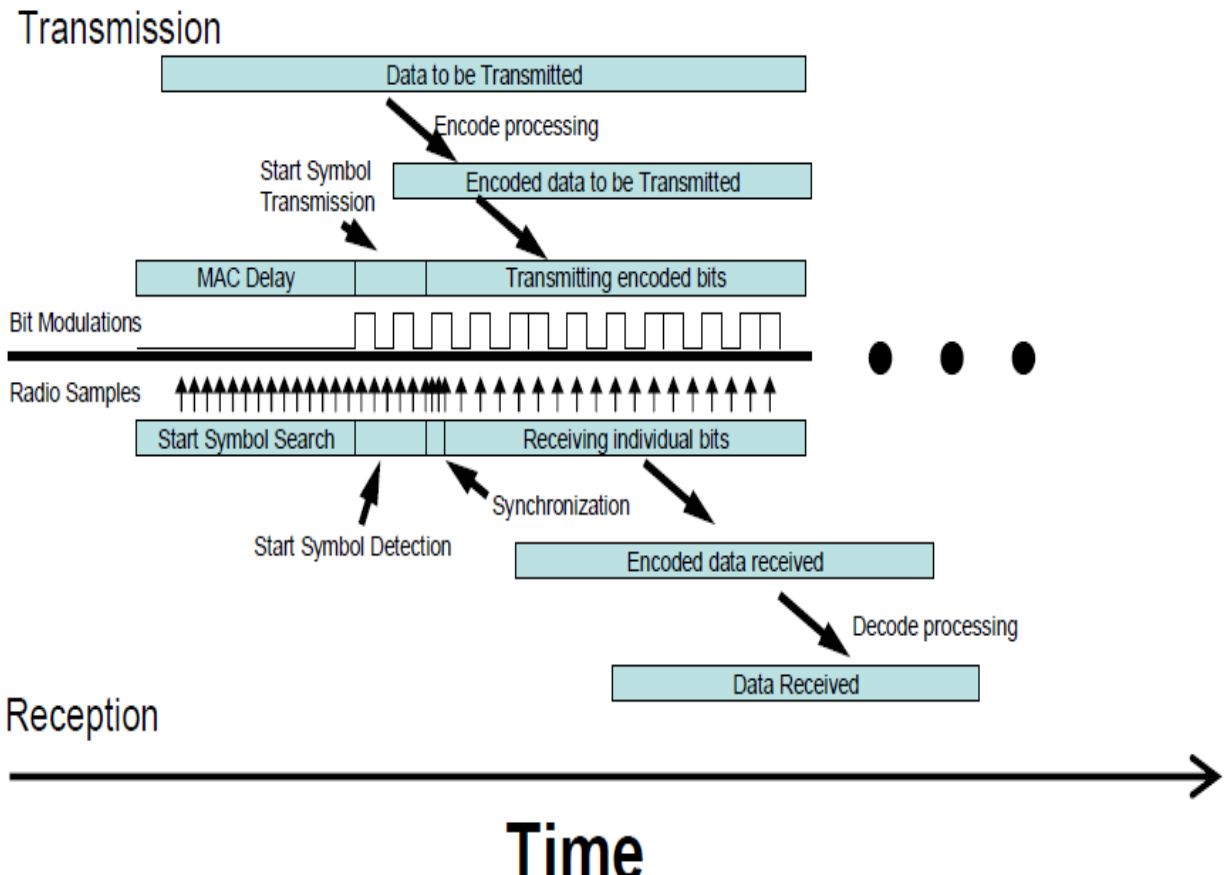 Transmission
Data to be Transmitted
Encode processing
Start Symbol
Transmission
Encoded data to be Transmitted
MAC Delay
Transmitting encoded bits
Bit Modulations
Radio Samples
Start Symbol Search
Receiving individual bits
Synchronization
Start Symbol Detection
Encoded data received
Decode processing
Data Received
Reception
Time